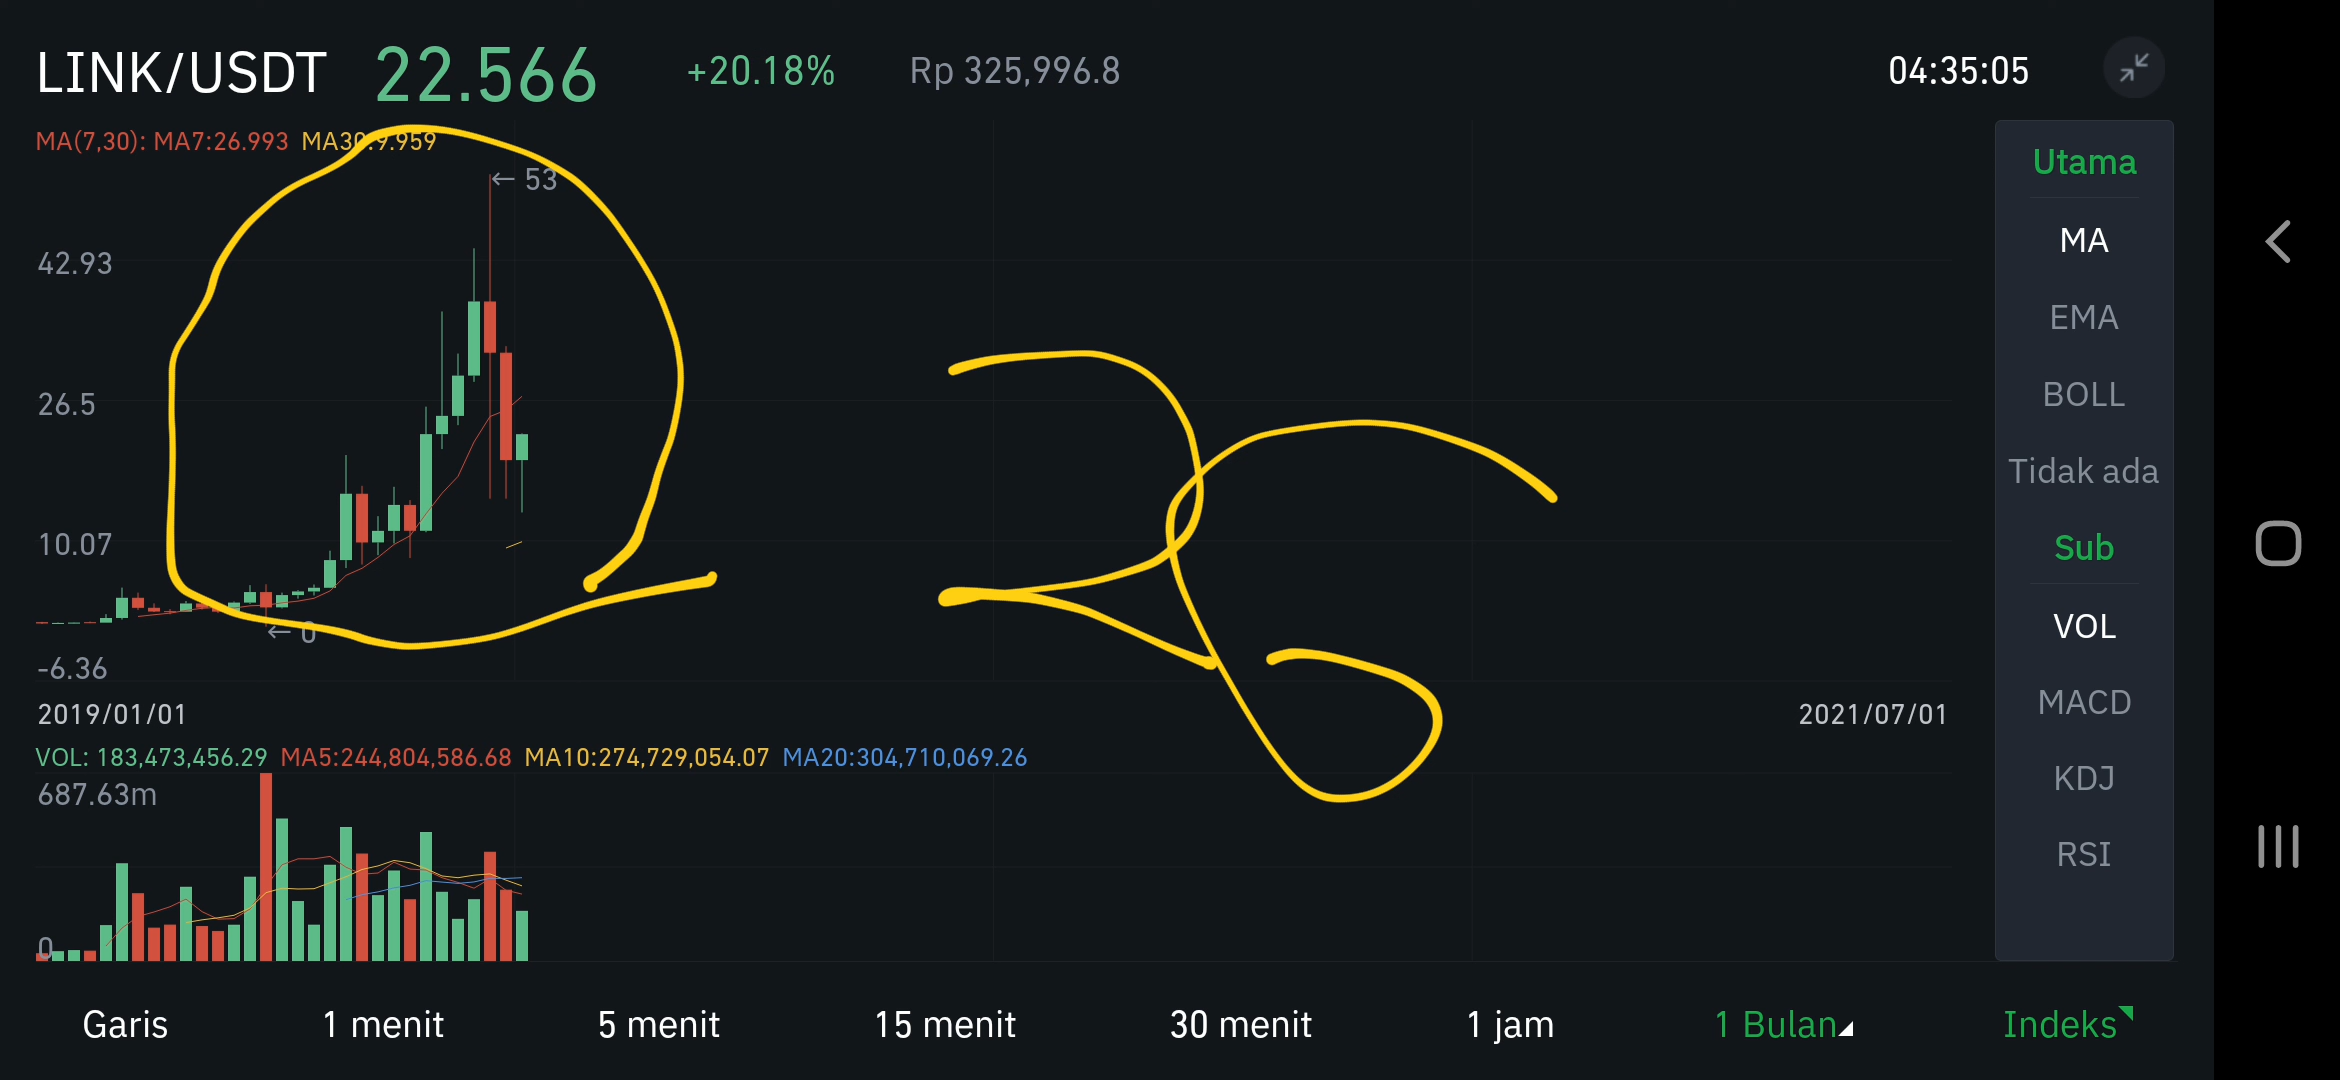 LINK/USDT 22.566 +20.18% Rp 325,996.8 04:35:05
MA(7,30): MA7:26.993 MA30:9.959
← 53
42.93
26.5
10.07
← 0
-6.36
2019/01/01 2021/07/01
VOL: 183,473,456.29 MA5:244,804,586.68 MA10:274,729,054.07 MA20:304,710,069.26
687.63m
0
Utama
MA
EMA
BOLL
Tidak ada
Sub
VOL
MACD
KDJ
RSI
Garis 1 menit 5 menit 15 menit 30 menit 1 jam 1 Bulan Indeks